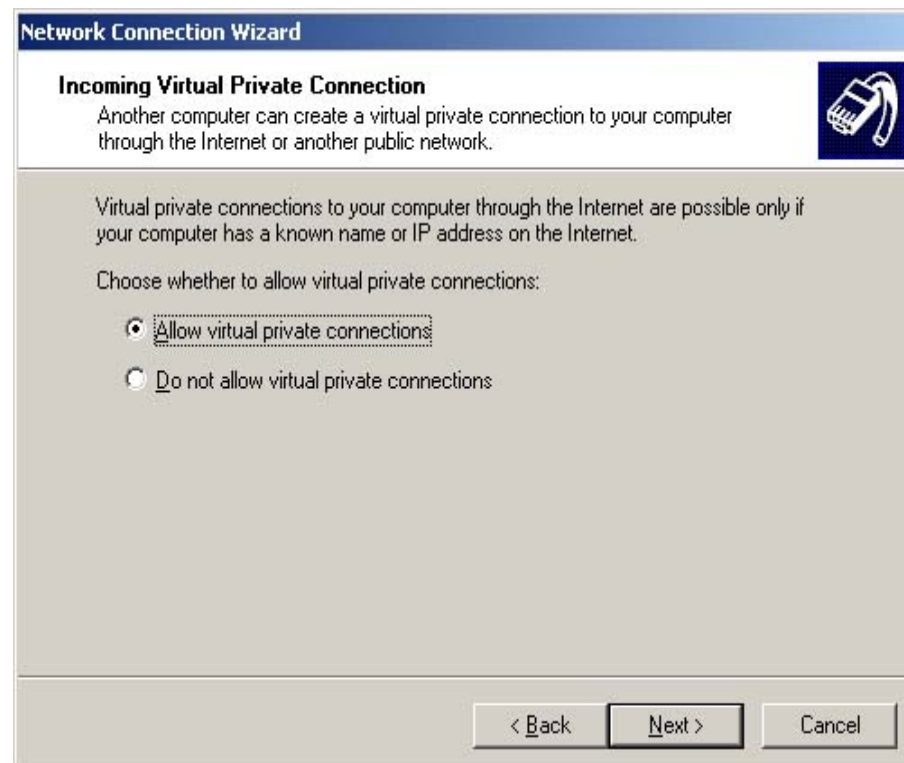 Network Connection Wizard
Incoming Virtual Private Connection
Another computer can create a virtual private connection to your computer
through the Internet or another public network.
Virtual private connections to your computer through the Internet are possible only if
your computer has a known name or IP address on the Internet.
Choose whether to allow virtual private connections:
Allow virtual private connections
Do not allow virtual private connections
< Back Next > Cancel